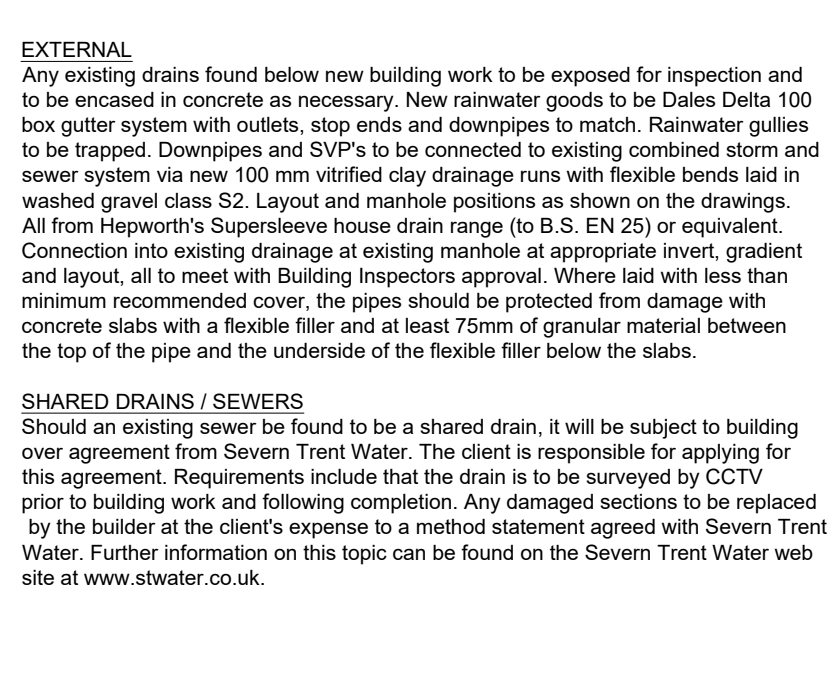 EXTERNAL
Any existing drains found below new building work to be exposed for inspection and
to be encased in concrete as necessary. New rainwater goods to be Dales Delta 100
box gutter system with outlets, stop ends and downpipes to match. Rainwater gullies
to be trapped. Downpipes and SVP's to be connected to existing combined storm and
sewer system via new 100 mm vitrified clay drainage runs with flexible bends laid in
washed gravel class S2. Layout and manhole positions as shown on the drawings.
All from Hepworth's Supersleeve house drain range (to B.S. EN 25) or equivalent.
Connection into existing drainage at existing manhole at appropriate invert, gradient
and layout, all to meet with Building Inspectors approval. Where laid with less than
minimum recommended cover, the pipes should be protected from damage with
concrete slabs with a flexible filler and at least 75mm of granular material between
the top of the pipe and the underside of the flexible filler below the slabs.
SHARED DRAINS / SEWERS
Should an existing sewer be found to be a shared drain, it will be subject to building
over agreement from Severn Trent Water. The client is responsible for applying for
this agreement. Requirements include that the drain is to be surveyed by CCTV
prior to building work and following completion. Any damaged sections to be replaced
by the builder at the client's expense to a method statement agreed with Severn Trent
Water. Further information on this topic can be found on the Severn Trent Water web
site at www.stwater.co.uk.